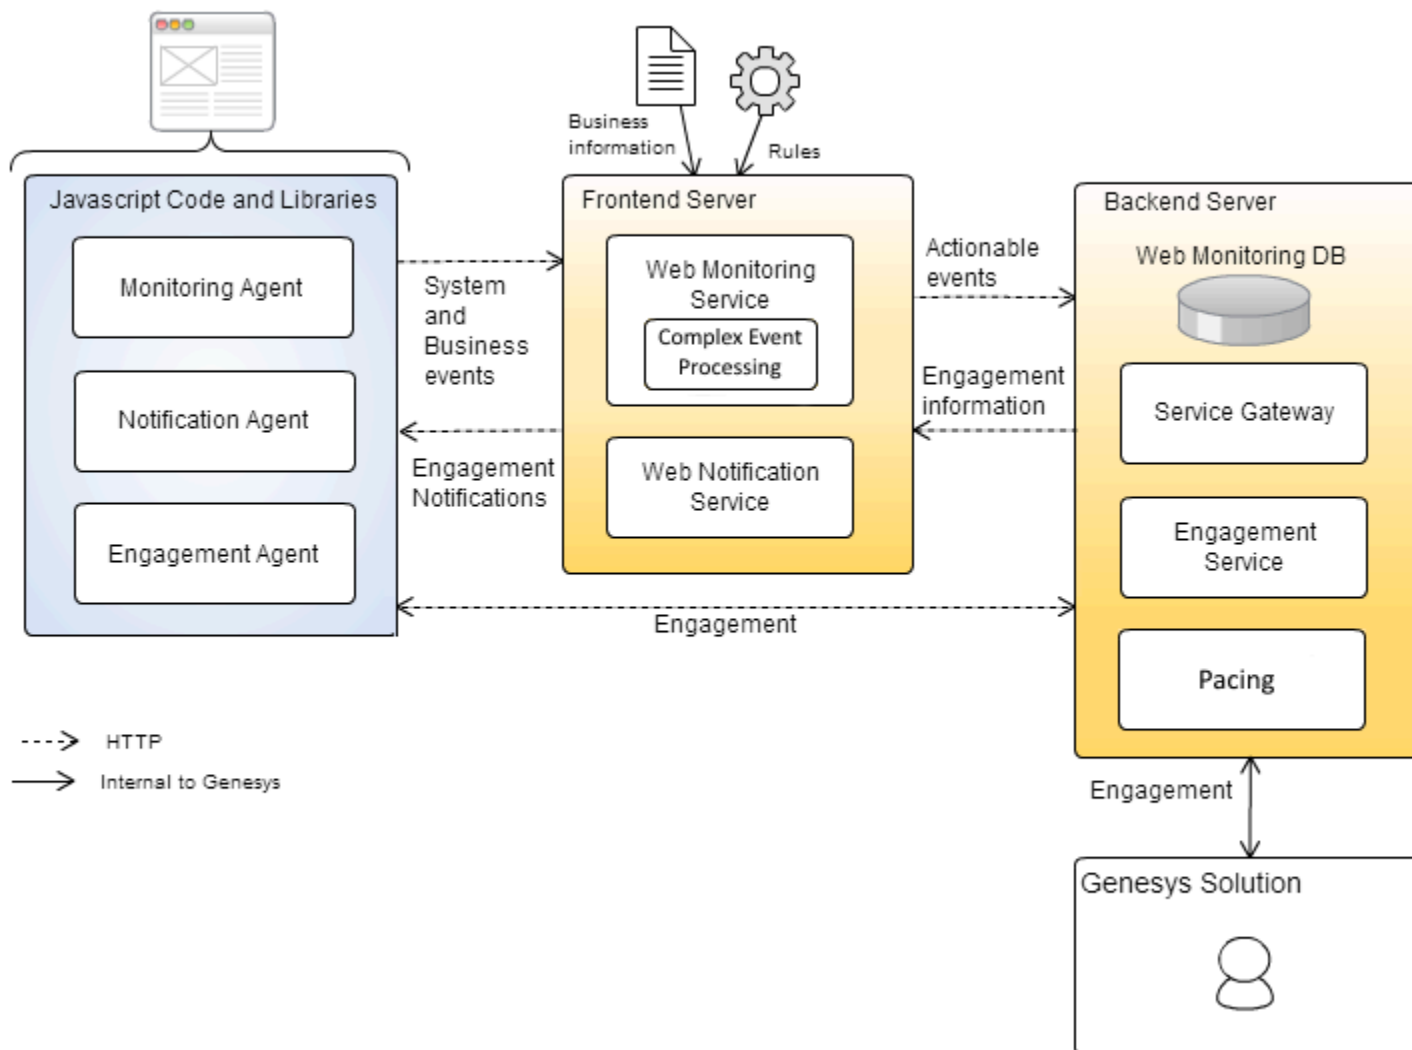 Business
information
Rules
Javascript Code and Libraries
Monitoring Agent
Notification Agent
Engagement Agent
System
and
Business
events
Engagement
Notifications
Frontend Server
Web Monitoring
Service
Complex Event
Processing
Web Notification
Service
Actionable
events
Engagement
information
Engagement
Backend Server
Web Monitoring DB
Service Gateway
Engagement
Service
Pacing
HTTP
Internal to Genesys
Engagement
Genesys Solution